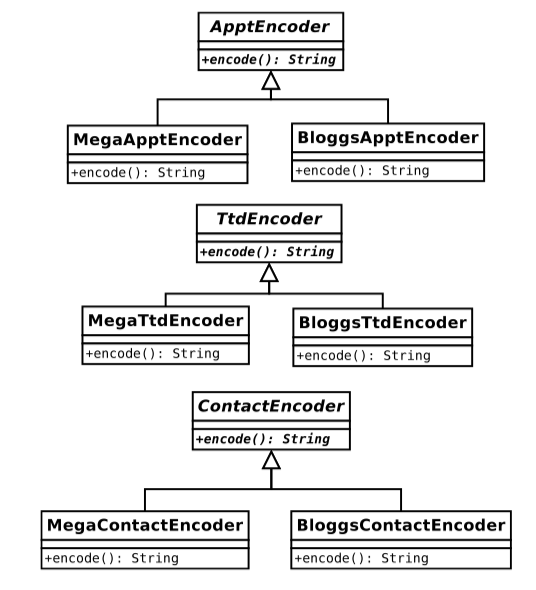 ApptEncoder
+encode(): String
MegaApptEncoder
+encode(): String
BloggsApptEncoder
+encode(): String
TtdEncoder
+encode(): String
MegaTtdEncoder
+encode(): String
BloggsTtdEncoder
+encode(): String
ContactEncoder
+encode(): String
MegaContactEncoder
+encode(): String
BloggsContactEncoder
+encode(): String